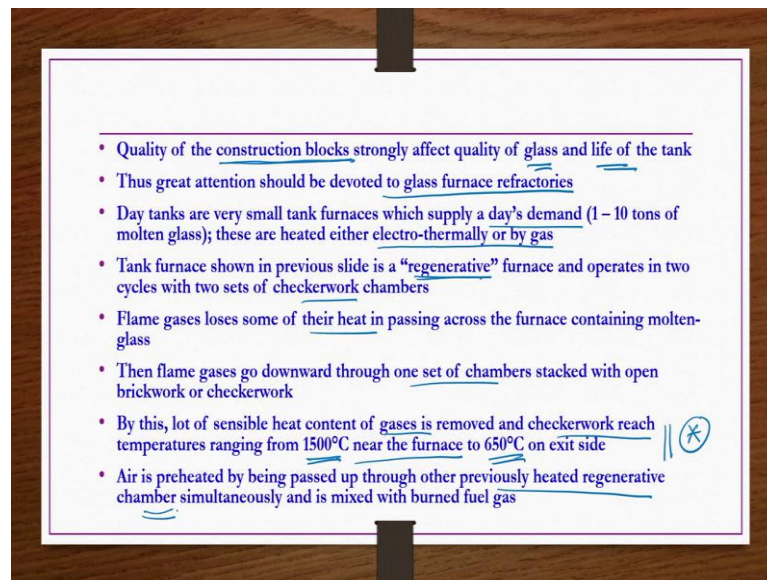 • Quality of the construction blocks strongly affect quality of glass and life of the tank
• Thus great attention should be devoted to glass furnace refractories
• Day tanks are very small tank furnaces which supply a day's demand (1 – 10 tons of
molten glass); these are heated either electro-thermally or by gas
• Tank furnace shown in previous slide is a “regenerative” furnace and operates in two
cycles with two sets of checkerwork chambers
• Flame gases loses some of their heat in passing across the furnace containing molten-
glass
• Then flame gases go downward through one set of chambers stacked with open
brickwork or checkerwork
• By this, lot of sensible heat content of gases is removed and checkerwork reach
temperatures ranging from 1500°C near the furnace to 650°C on exit side
• Air is preheated by being passed up through other previously heated regenerative
chamber simultaneously and is mixed with burned fuel gas